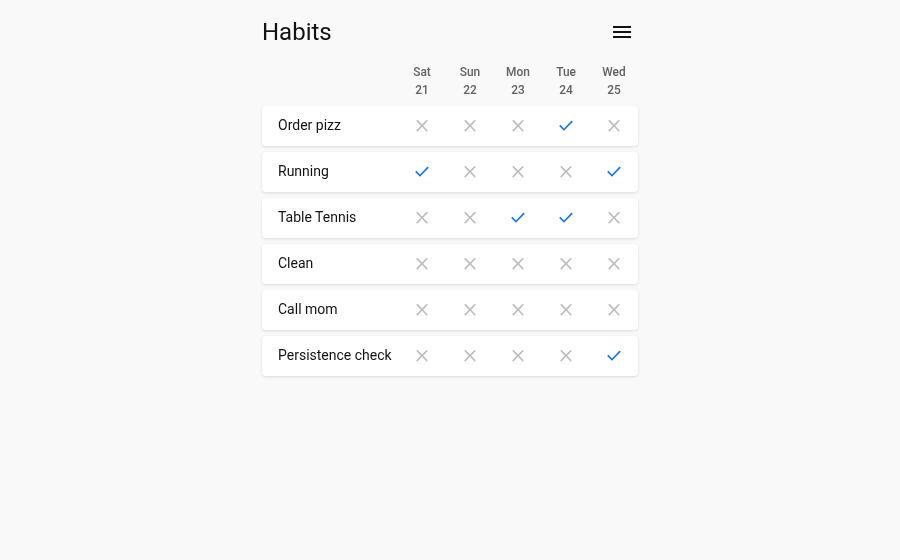 Habits
Sat Sun Mon Tue Wed
21 22 23 24 25
Order pizz
Running
Table Tennis
Clean
Call mom
Persistence check